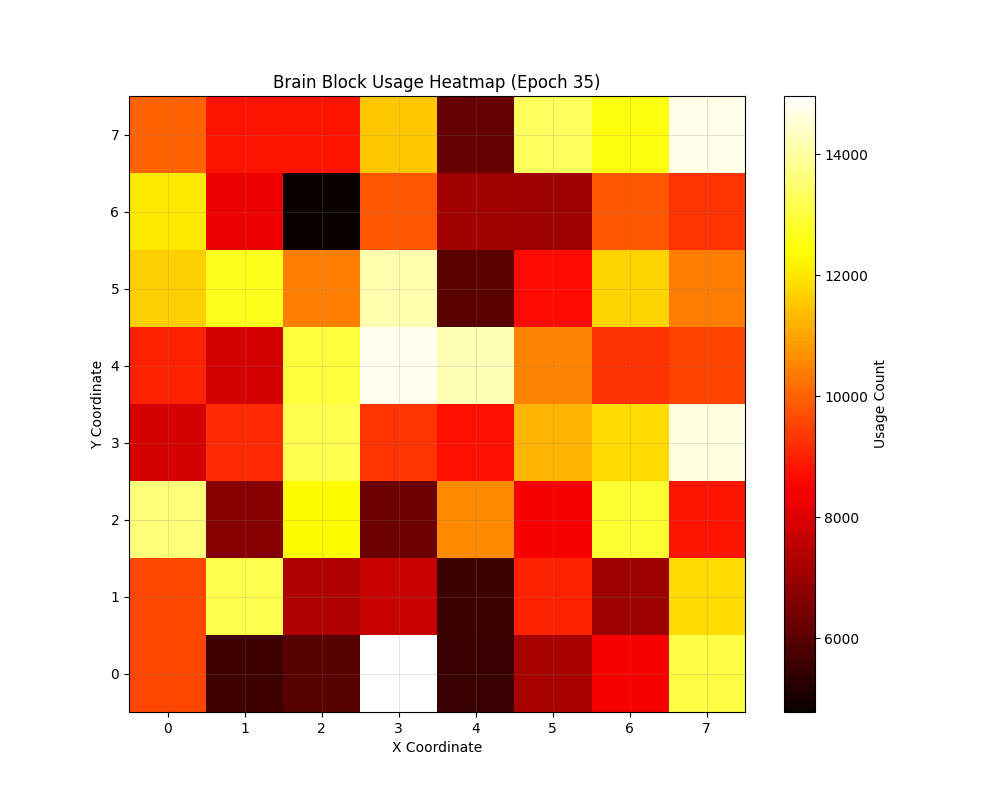 Brain Block Usage Heatmap (Epoch 35)
7
6
5
4
3
2
1
0
Y Coordinate
0 1 2 3 4 5 6 7
X Coordinate
14000
12000
10000
8000
6000
Usage Count